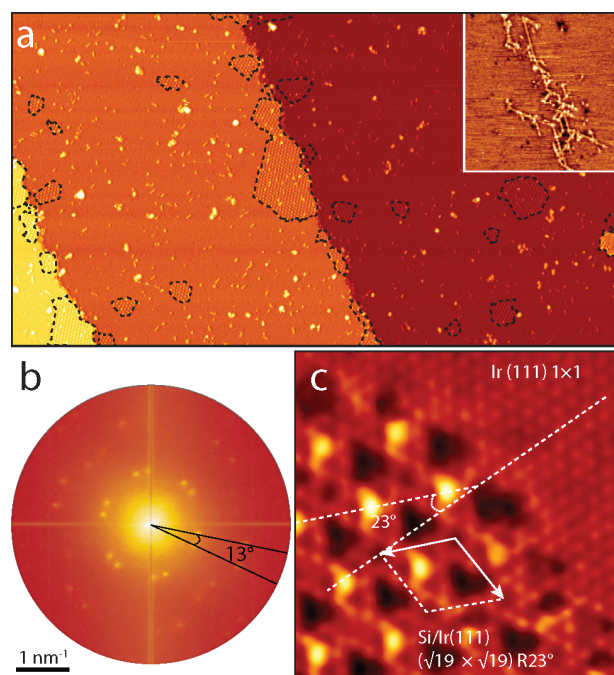 a
b
13°
1 nm⁻¹
c
Ir (111) 1×1
23°
Si/Ir(111)
(√19 × √19) R23°